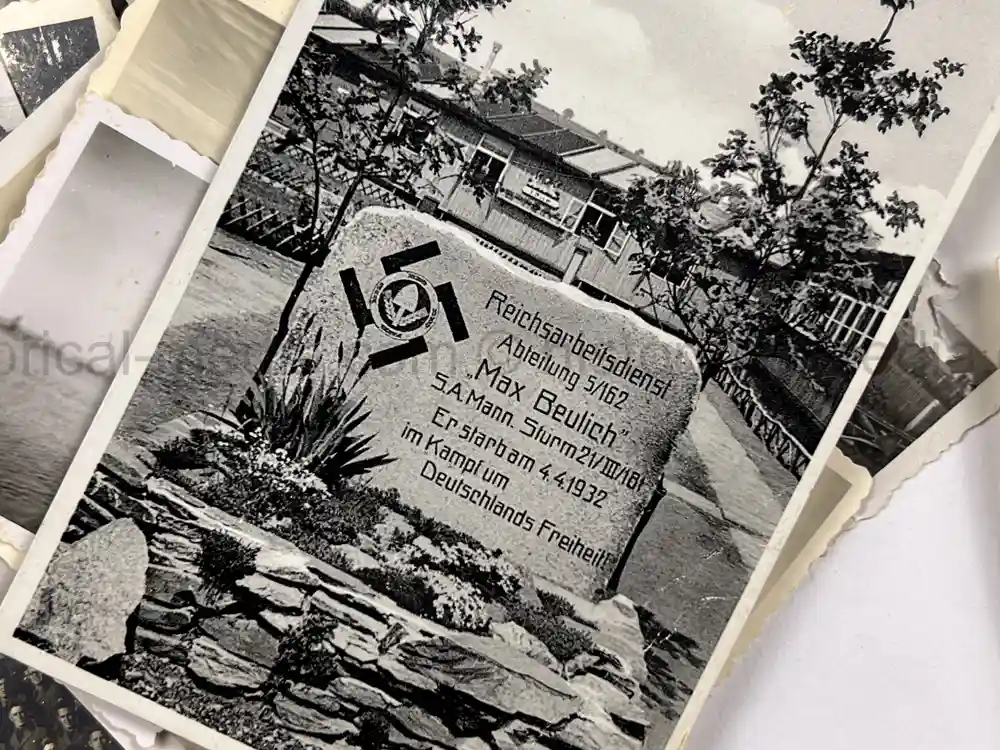 Reichsarbeitsdienst
Abteilung 5/162
„Max Beulich"
S.A.Mann. Sturm 21/III/181
Er starb am 4.4.1932
im Kampf um
Deutschlands Freiheit!